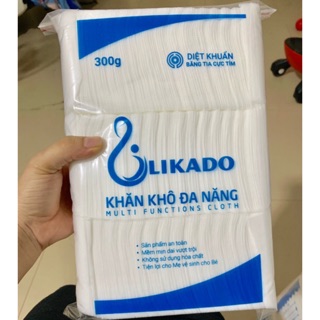 300g
DIỆT KHUẨN
BẰNG TIA CỰC TÍM
LIKADO
KHĂN KHÔ ĐA NĂNG
MULTI FUNCTIONS CLOTH
• Sản phẩm an toàn
• Mềm mịn dai vượt trội
• Không sử dụng hóa chất
• Tiện lợi cho Mẹ vệ sinh cho Bé